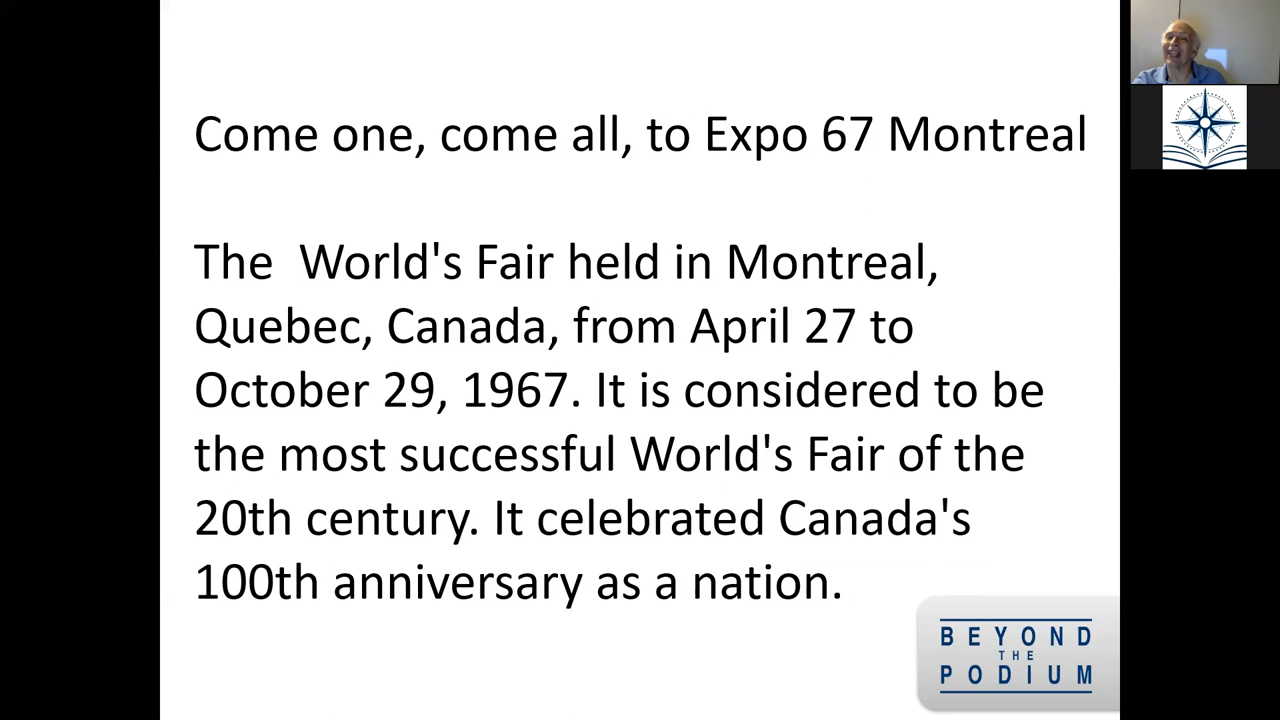 Come one, come all, to Expo 67 Montreal
The  World's Fair held in Montreal,
Quebec, Canada, from April 27 to
October 29, 1967. It is considered to be
the most successful World's Fair of the
20th century. It celebrated Canada's
100th anniversary as a nation.
BEYOND
THE
PODIUM